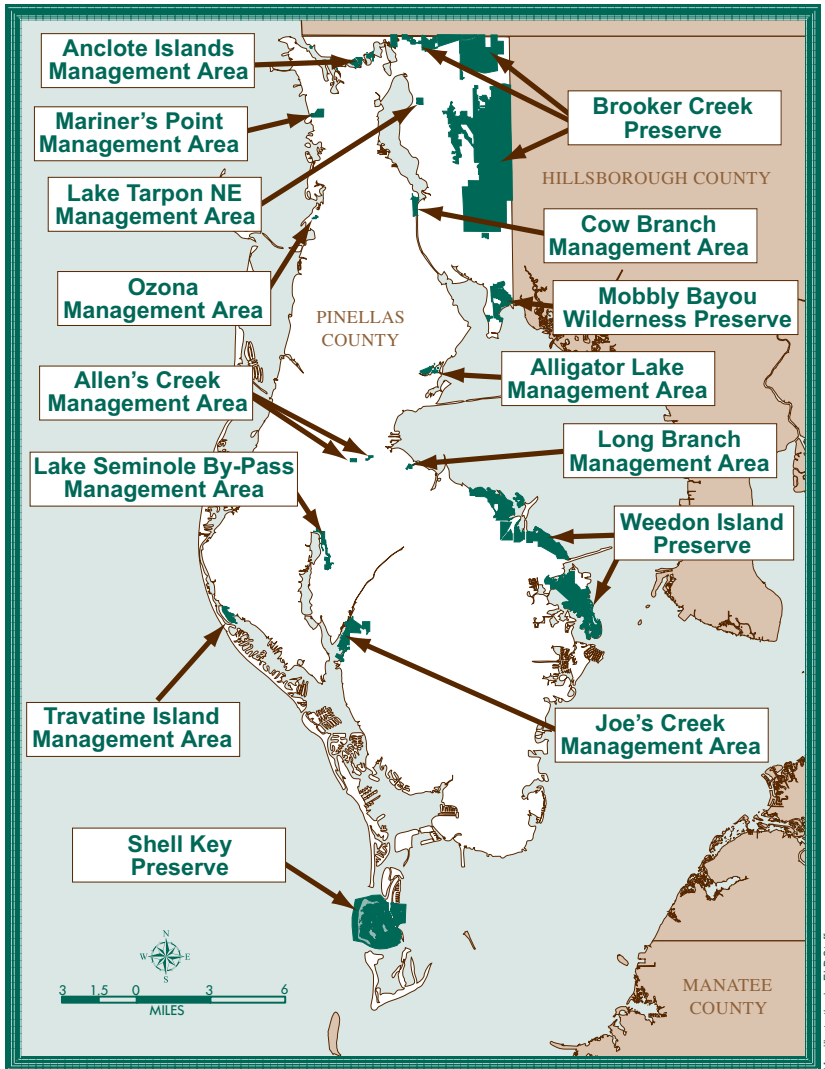 Anclote Islands
Management Area
Brooker Creek
Preserve
Mariner's Point
Management Area
HILLSBOROUGH COUNTY
Lake Tarpon NE
Management Area
Cow Branch
Management Area
Ozona
Management Area
Mobbly Bayou
Wilderness Preserve
PINELLAS
COUNTY
Alligator Lake
Management Area
Allen's Creek
Management Area
Long Branch
Management Area
Lake Seminole By-Pass
Management Area
Weedon Island
Preserve
Travatine Island
Management Area
Joe's Creek
Management Area
Shell Key
Preserve
N
W E
S
3 1.5 0 3 6
MILES
MANATEE
COUNTY